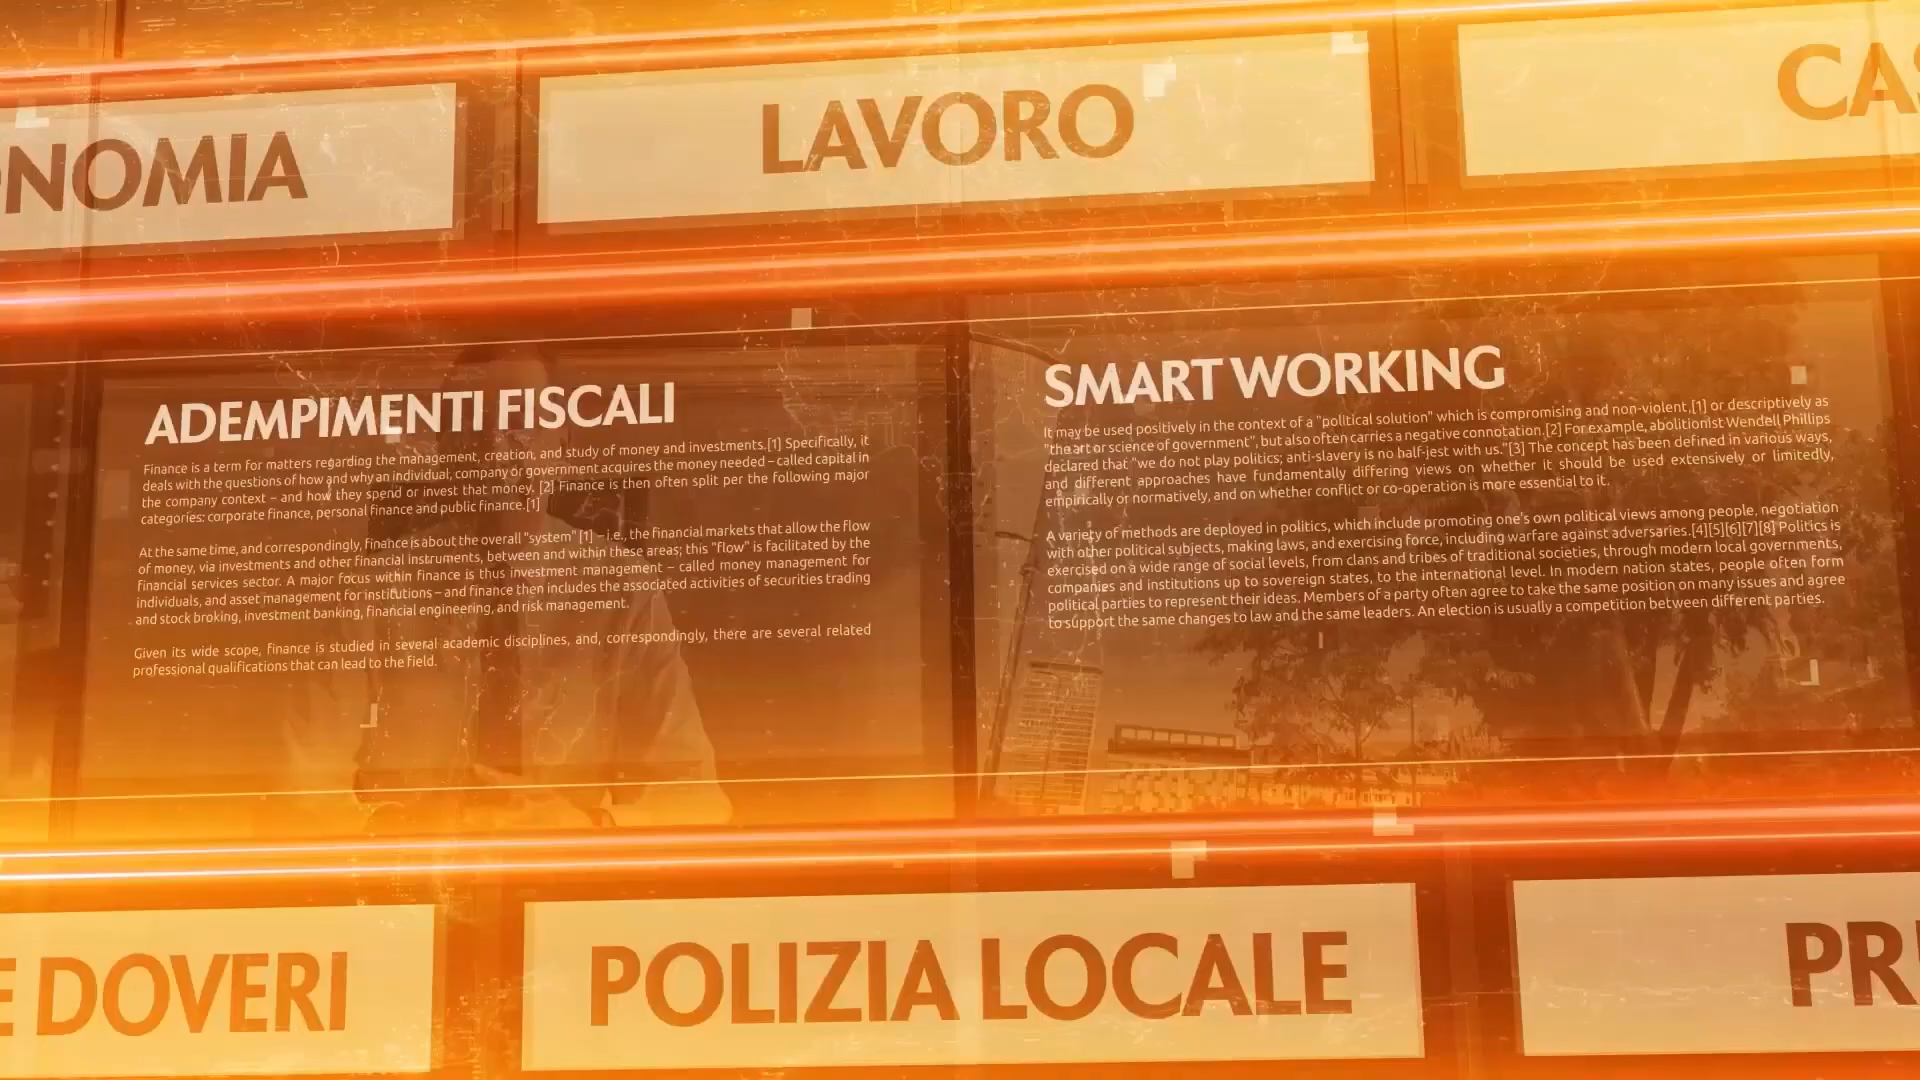 LAVORO
ADEMPIMENTI FISCALI
Finance is a term for matters regarding the management, creation, and study of money and investments.[1] Specifically, it
deals with the questions of how and why an individual, company or government acquires the money needed – called capital in
the company context – and how they spend or invest that money. [2] Finance is then often split per the following major
categories: corporate finance, personal finance and public finance.[1]
At the same time, and correspondingly, finance is about the overall "system" [1] – i.e., the financial markets that allow the flow
of money, via investments and other financial instruments, between and within these areas; this "flow" is facilitated by the
financial services sector. A major focus within finance is thus investment management – called money management for
individuals, and asset management for institutions – and finance then includes the associated activities of securities trading
and stock broking, investment banking, financial engineering, and risk management.
Given its wide scope, finance is studied in several academic disciplines, and, correspondingly, there are several related
professional qualifications that can lead to the field.
SMART WORKING
It may be used positively in the context of a "political solution" which is compromising and non-violent,[1] or descriptively as
"the art or science of government", but also often carries a negative connotation.[2] For example, abolitionist Wendell Phillips
declared that "we do not play politics; anti-slavery is no half-jest with us."[3] The concept has been defined in various ways,
and different approaches have fundamentally differing views on whether it should be used extensively or limitedly,
empirically or normatively, and on whether conflict or co-operation is more essential to it.
A variety of methods are deployed in politics, which include promoting one's own political views among people, negotiation
with other political subjects, making laws, and exercising force, including warfare against adversaries.[4][5][6][7][8] Politics is
exercised on a wide range of social levels, from clans and tribes of traditional societies, through modern local governments,
companies and institutions up to sovereign states, to the international level. In modern nation states, people often form
political parties to represent their ideas. Members of a party often agree to take the same position on many issues and agree
to support the same changes to law and the same leaders. An election is usually a competition between different parties.
E DOVERI
POLIZIA LOCALE